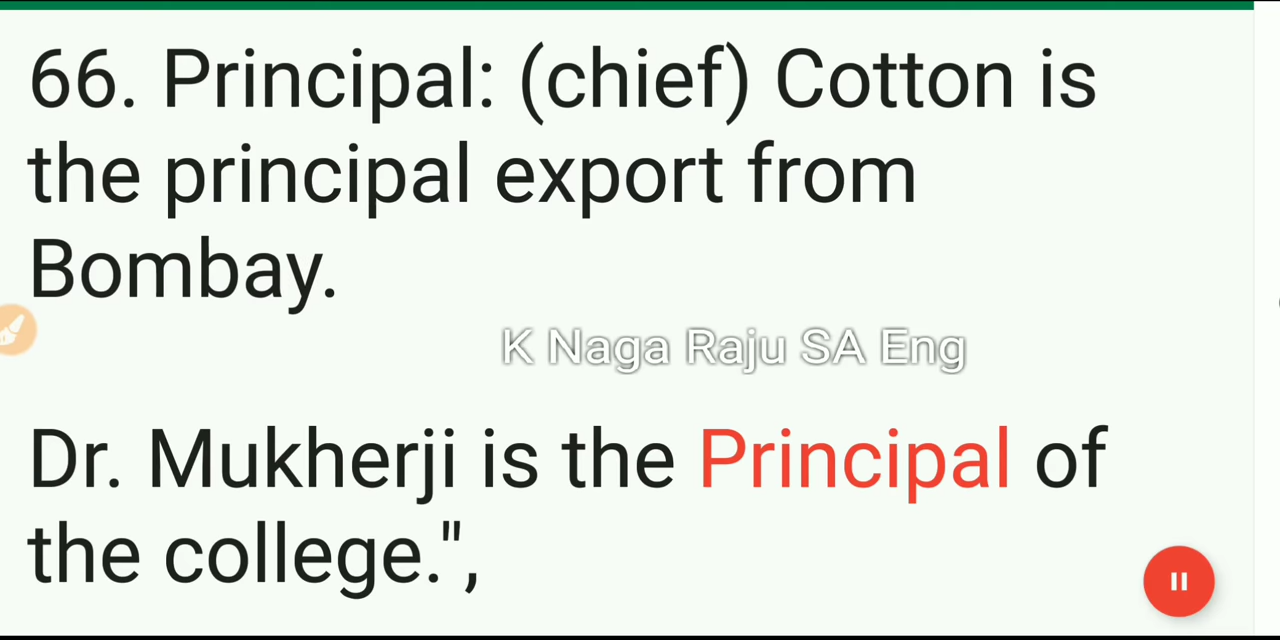 66. Principal: (chief) Cotton is
the principal export from
Bombay.
K Naga Raju SA Eng
Dr. Mukherji is the Principal of
the college.",